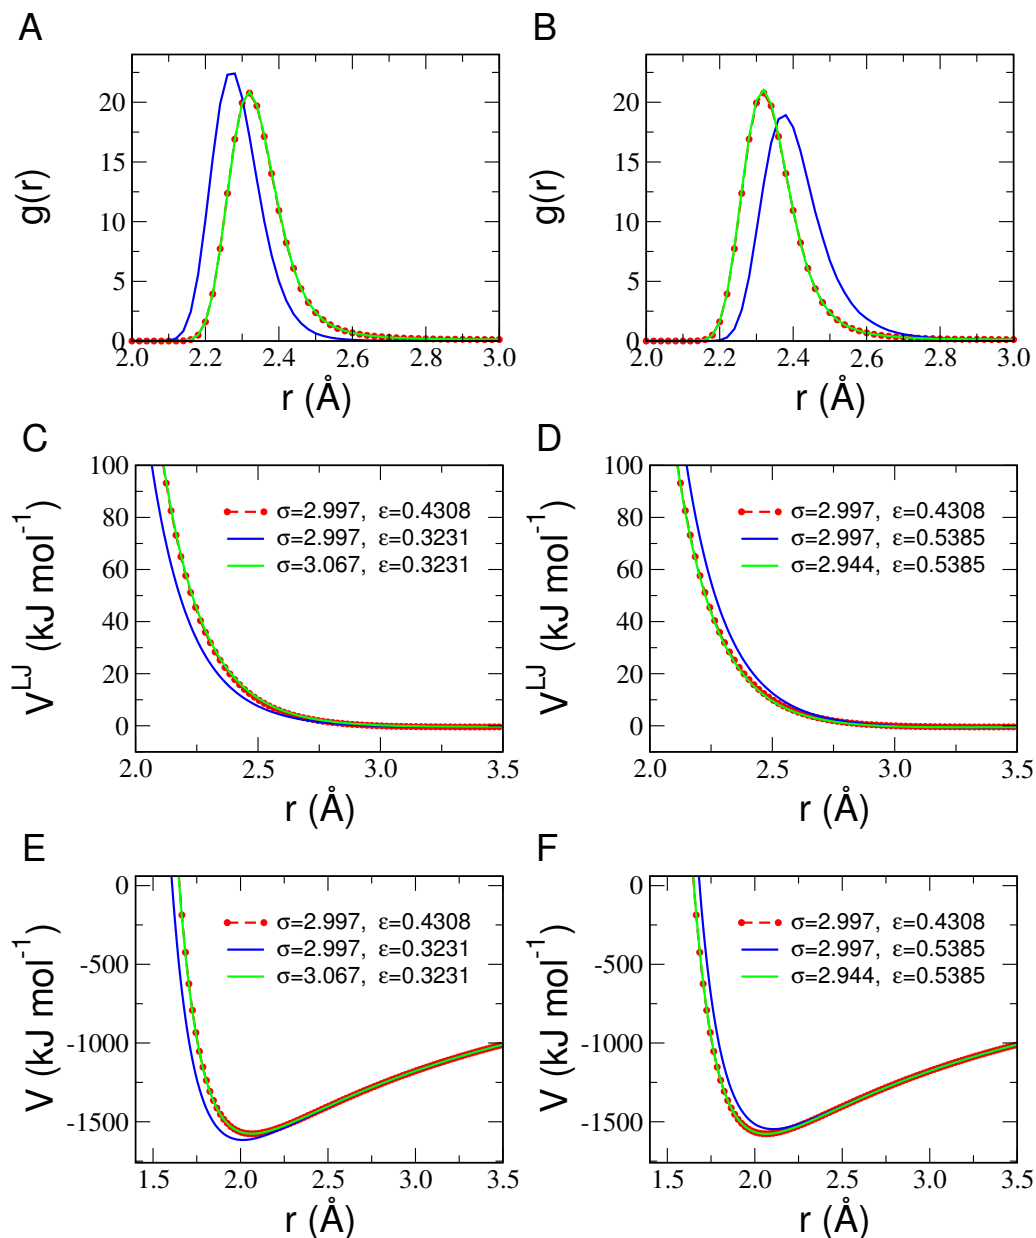 A
B
20
15
10
5
0
g(r)
2.0 2.2 2.4 2.6 2.8 3.0
r (Å)
20
15
10
5
0
g(r)
2.0 2.2 2.4 2.6 2.8 3.0
r (Å)
C
D
100
80
60
40
20
0
V^LJ (kJ mol^-1)
σ=2.997, ε=0.4308
σ=2.997, ε=0.3231
σ=3.067, ε=0.3231
2.0 2.5 3.0 3.5
r (Å)
100
80
60
40
20
0
V^LJ (kJ mol^-1)
σ=2.997, ε=0.4308
σ=2.997, ε=0.5385
σ=2.944, ε=0.5385
2.0 2.5 3.0 3.5
r (Å)
E
F
0
-500
-1000
-1500
V (kJ mol^-1)
σ=2.997, ε=0.4308
σ=2.997, ε=0.3231
σ=3.067, ε=0.3231
1.5 2.0 2.5 3.0 3.5
r (Å)
0
-500
-1000
-1500
V (kJ mol^-1)
σ=2.997, ε=0.4308
σ=2.997, ε=0.5385
σ=2.944, ε=0.5385
1.5 2.0 2.5 3.0 3.5
r (Å)